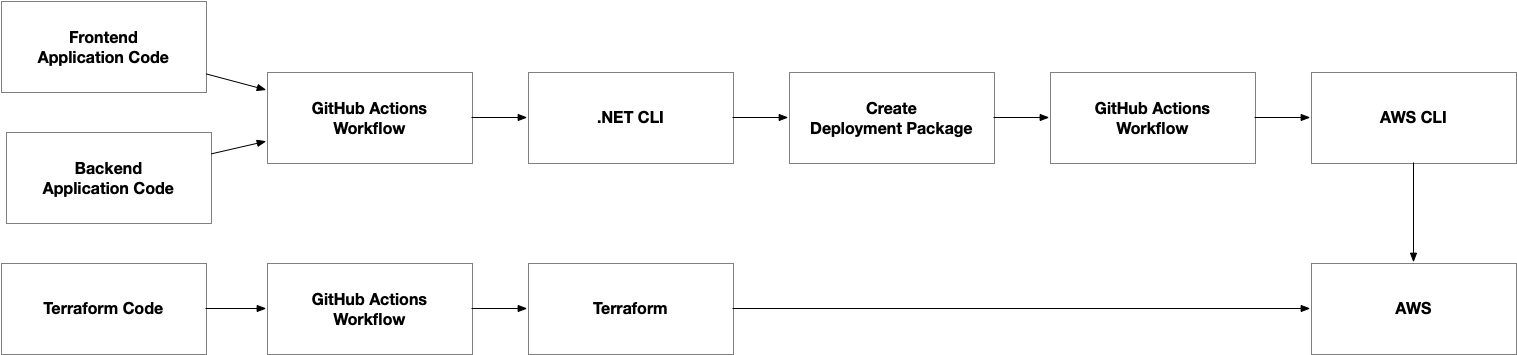 Frontend
Application Code
Backend
Application Code
GitHub Actions
Workflow
.NET CLI
Create
Deployment Package
GitHub Actions
Workflow
AWS CLI
Terraform Code
GitHub Actions
Workflow
Terraform
AWS